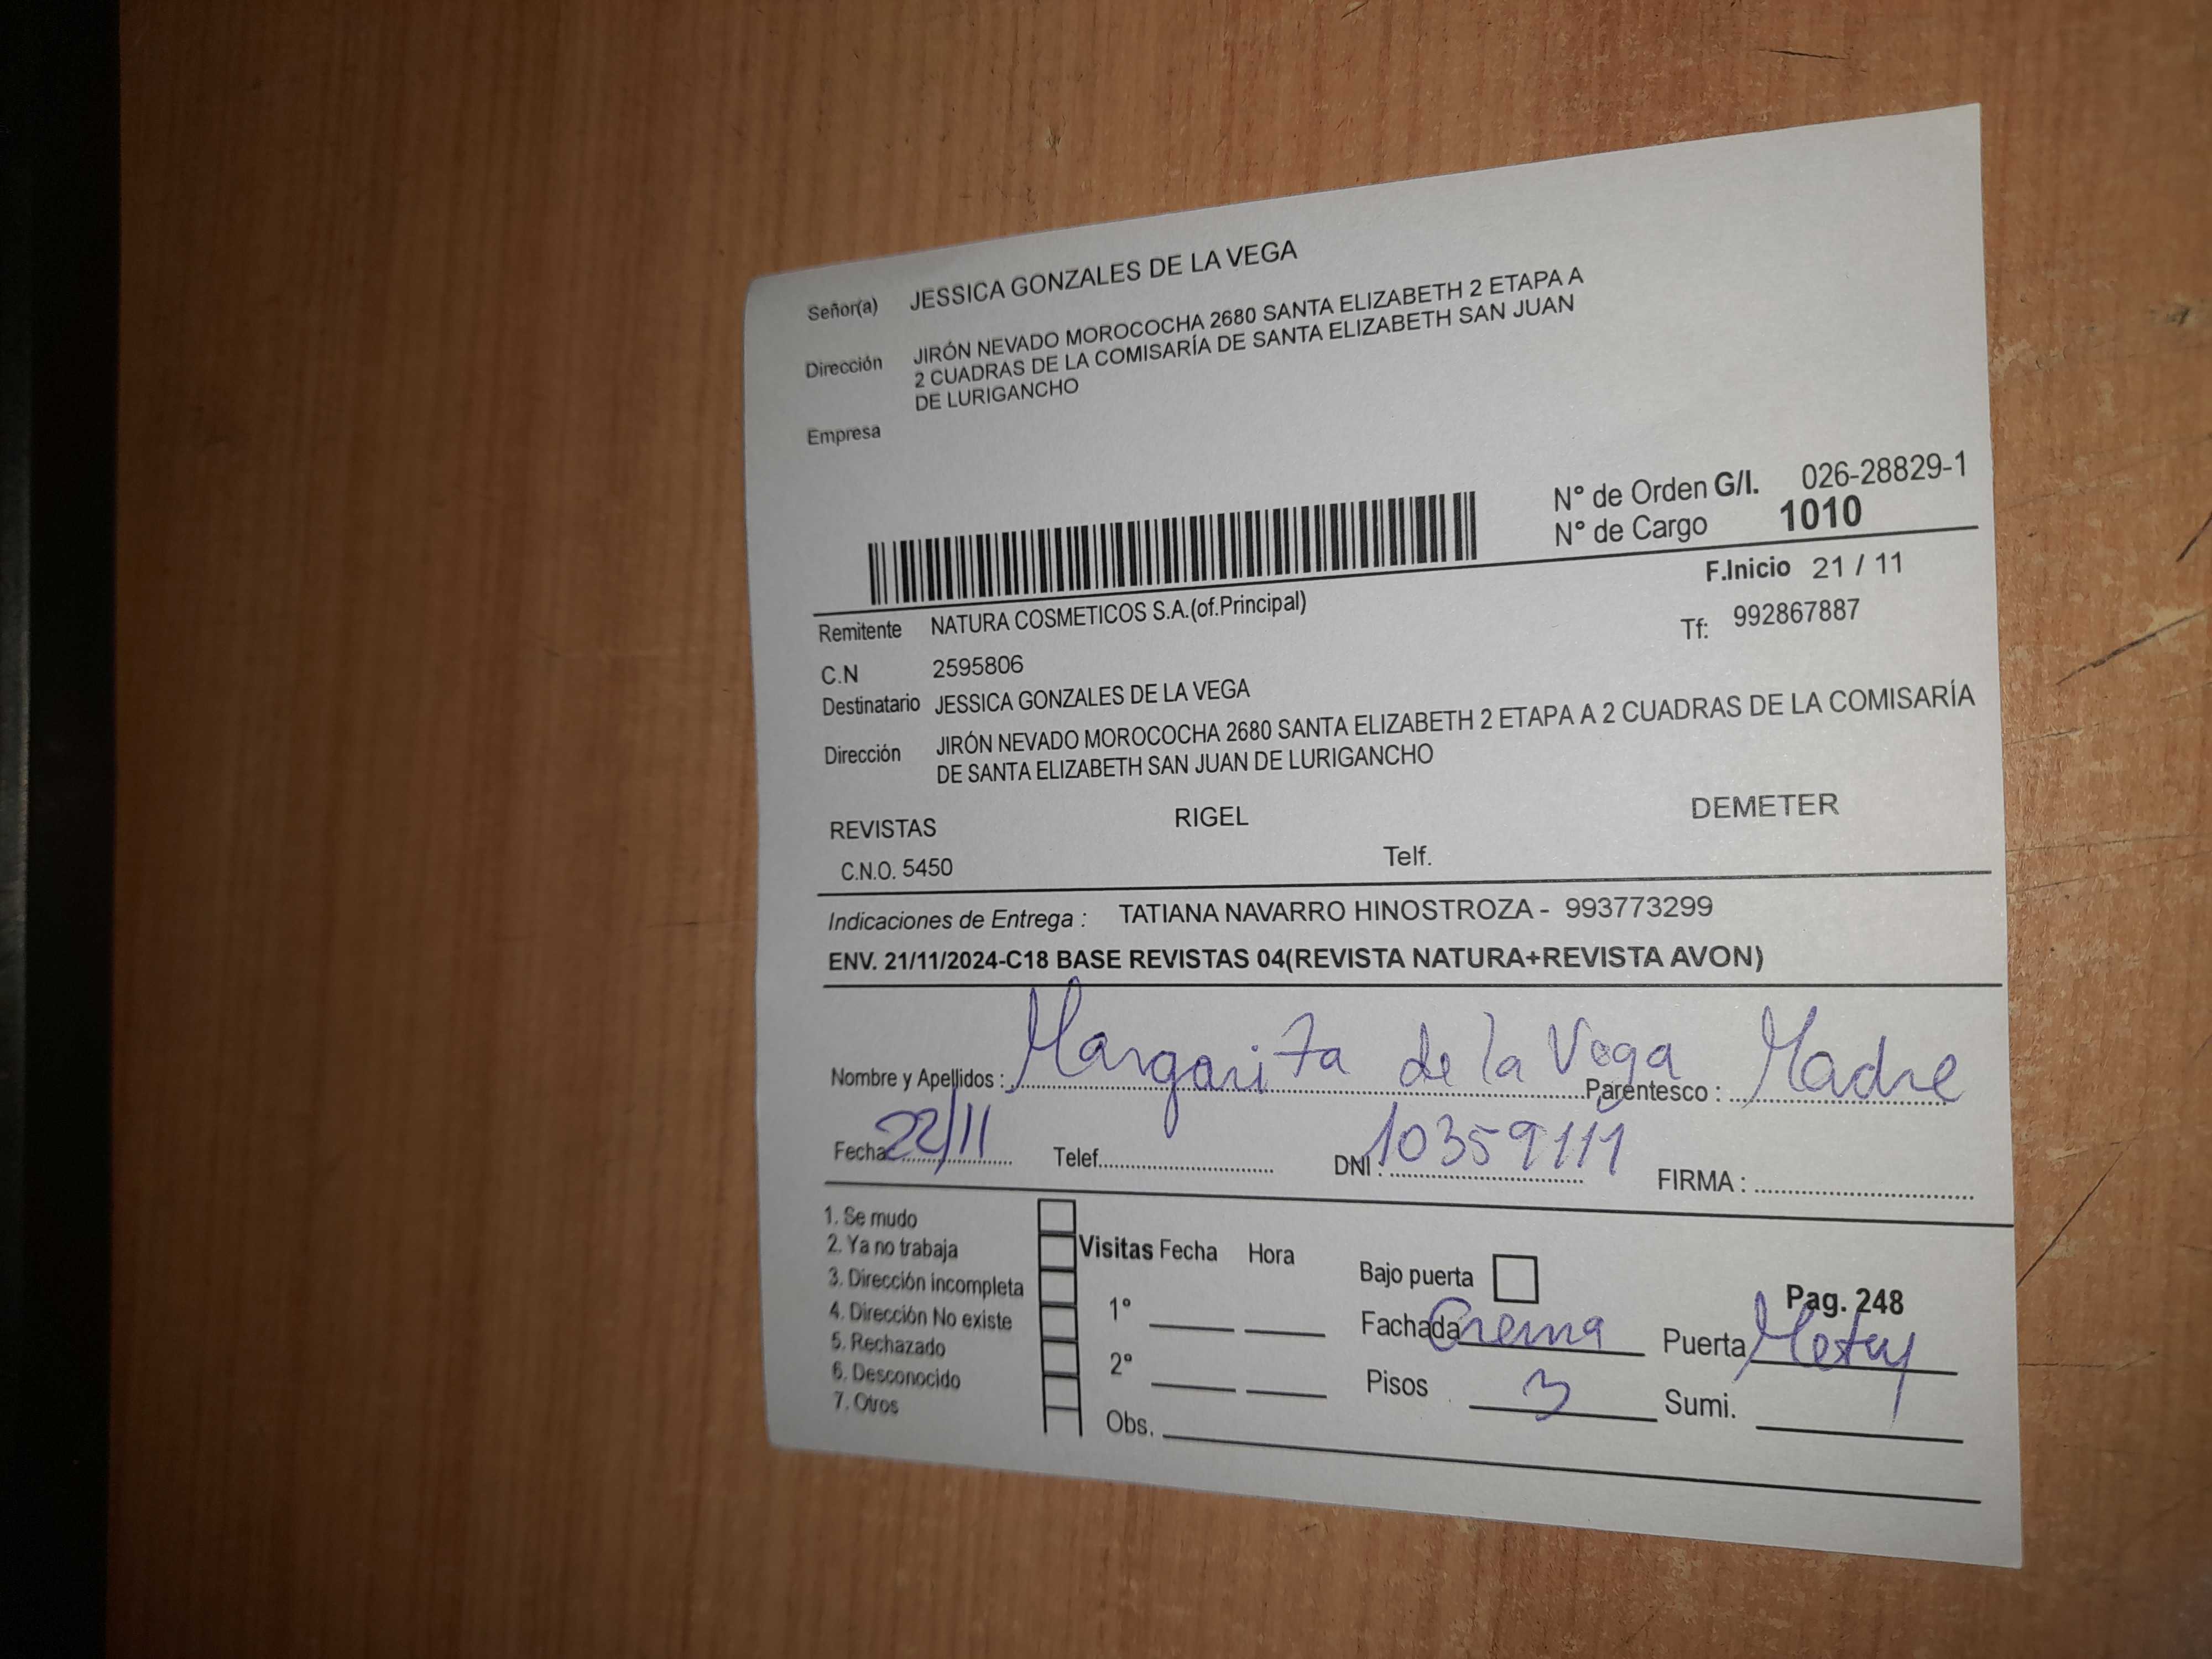 Señor(a) JESSICA GONZALES DE LA VEGA
Dirección JIRÓN NEVADO MOROCOCHA 2680 SANTA ELIZABETH 2 ETAPA A
2 CUADRAS DE LA COMISARÍA DE SANTA ELIZABETH SAN JUAN
DE LURIGANCHO
Empresa
N° de Orden G/I. 026-28829-1
N° de Cargo 1010
F.Inicio 21 / 11
Remitente NATURA COSMETICOS S.A.(of.Principal)
Tf: 992867887
C.N 2595806
Destinatario JESSICA GONZALES DE LA VEGA
Dirección JIRÓN NEVADO MOROCOCHA 2680 SANTA ELIZABETH 2 ETAPA A 2 CUADRAS DE LA COMISARÍA
DE SANTA ELIZABETH SAN JUAN DE LURIGANCHO
REVISTAS RIGEL DEMETER
C.N.O. 5450 Telf.
Indicaciones de Entrega : TATIANA NAVARRO HINOSTROZA - 993773299
ENV. 21/11/2024-C18 BASE REVISTAS 04(REVISTA NATURA+REVISTA AVON)
Nombre y Apellidos : Margarita de la Vega Parentesco : Madre
Fecha 22/11 Telef. DNI : 10359111 FIRMA :
1. Se mudo
2. Ya no trabaja
3. Dirección incompleta
4. Dirección No existe
5. Rechazado
6. Desconocido
7. Otros
Visitas Fecha Hora
1°
2°
Obs.
Bajo puerta
Pag. 248
Fachada Crema Puerta
Pisos 3 Sumi.